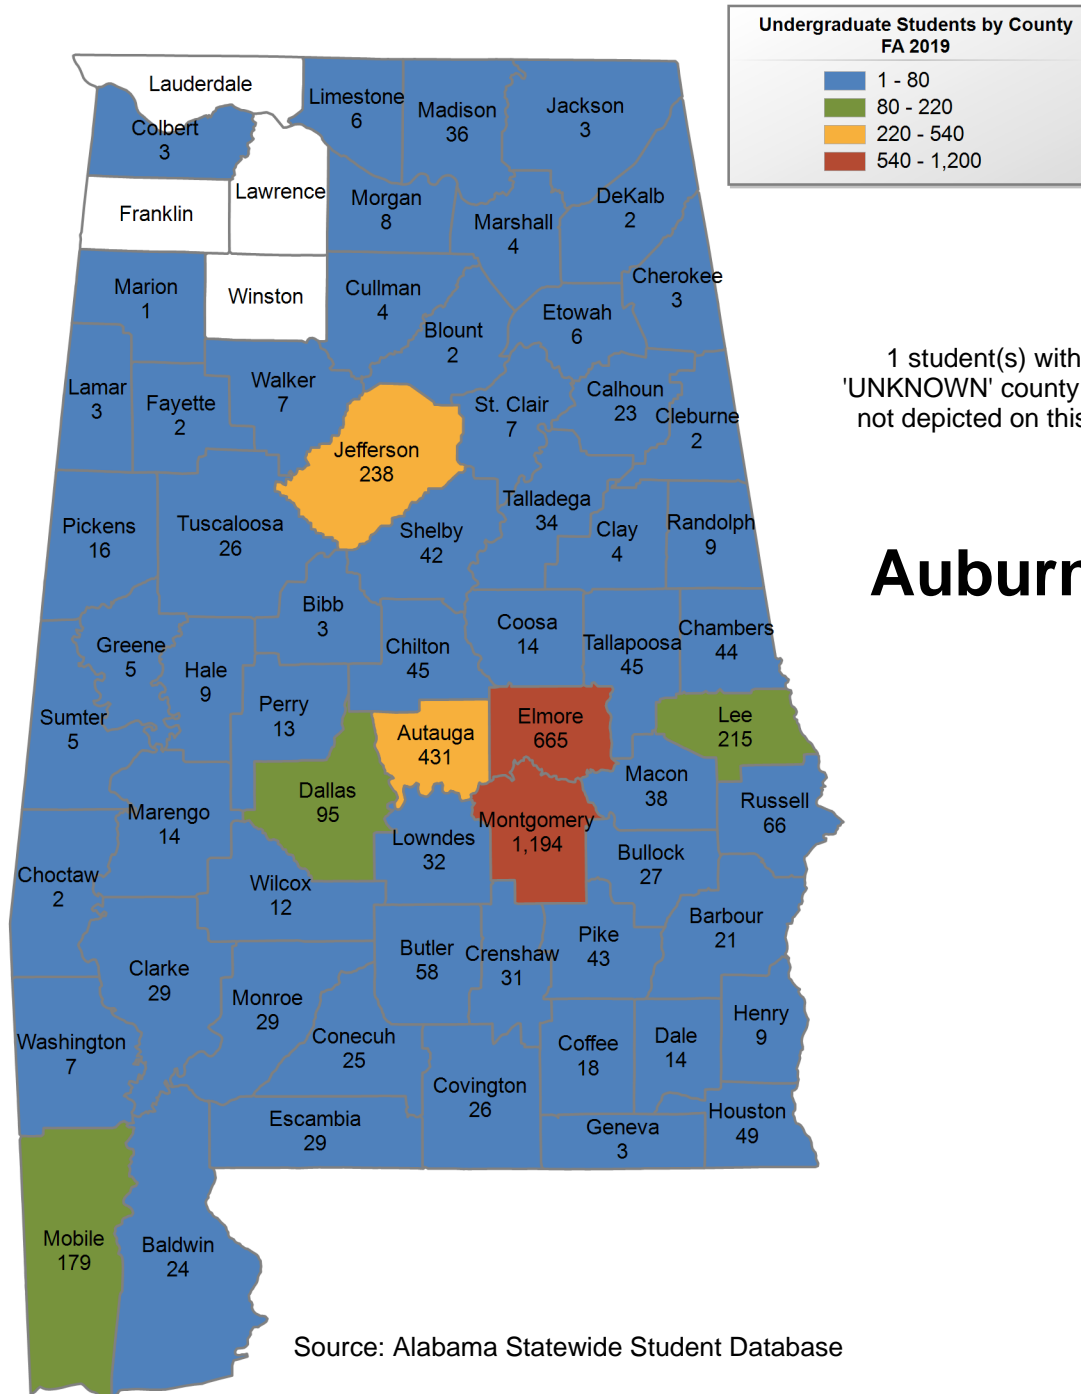 Undergraduate Students by County
FA 2019
1 - 80
80 - 220
220 - 540
540 - 1,200
Lauderdale
Limestone
6
Madison
36
Jackson
3
Colbert
3
Lawrence
Franklin
Morgan
8
Marshall
4
DeKalb
2
Cherokee
3
Marion
1
Winston
Cullman
4
Etowah
6
Blount
2
1 student(s) with
'UNKNOWN' county
not depicted on this
Lamar
3
Fayette
2
Walker
7
St. Clair
7
Calhoun
23
Cleburne
2
Jefferson
238
Pickens
16
Tuscaloosa
26
Shelby
42
Talladega
34
Clay
4
Randolph
9
Auburn
Bibb
3
Chilton
45
Coosa
14
Tallapoosa
45
Chambers
44
Greene
5
Hale
9
Sumter
5
Perry
13
Autauga
431
Elmore
665
Lee
215
Dallas
95
Macon
38
Russell
66
Marengo
14
Lowndes
32
Montgomery
1,194
Bullock
27
Choctaw
2
Wilcox
12
Barbour
21
Clarke
29
Butler
58
Crenshaw
31
Pike
43
Monroe
29
Henry
9
Washington
7
Conecuh
25
Coffee
18
Dale
14
Covington
26
Escambia
29
Geneva
3
Houston
49
Mobile
179
Baldwin
24
Source: Alabama Statewide Student Database